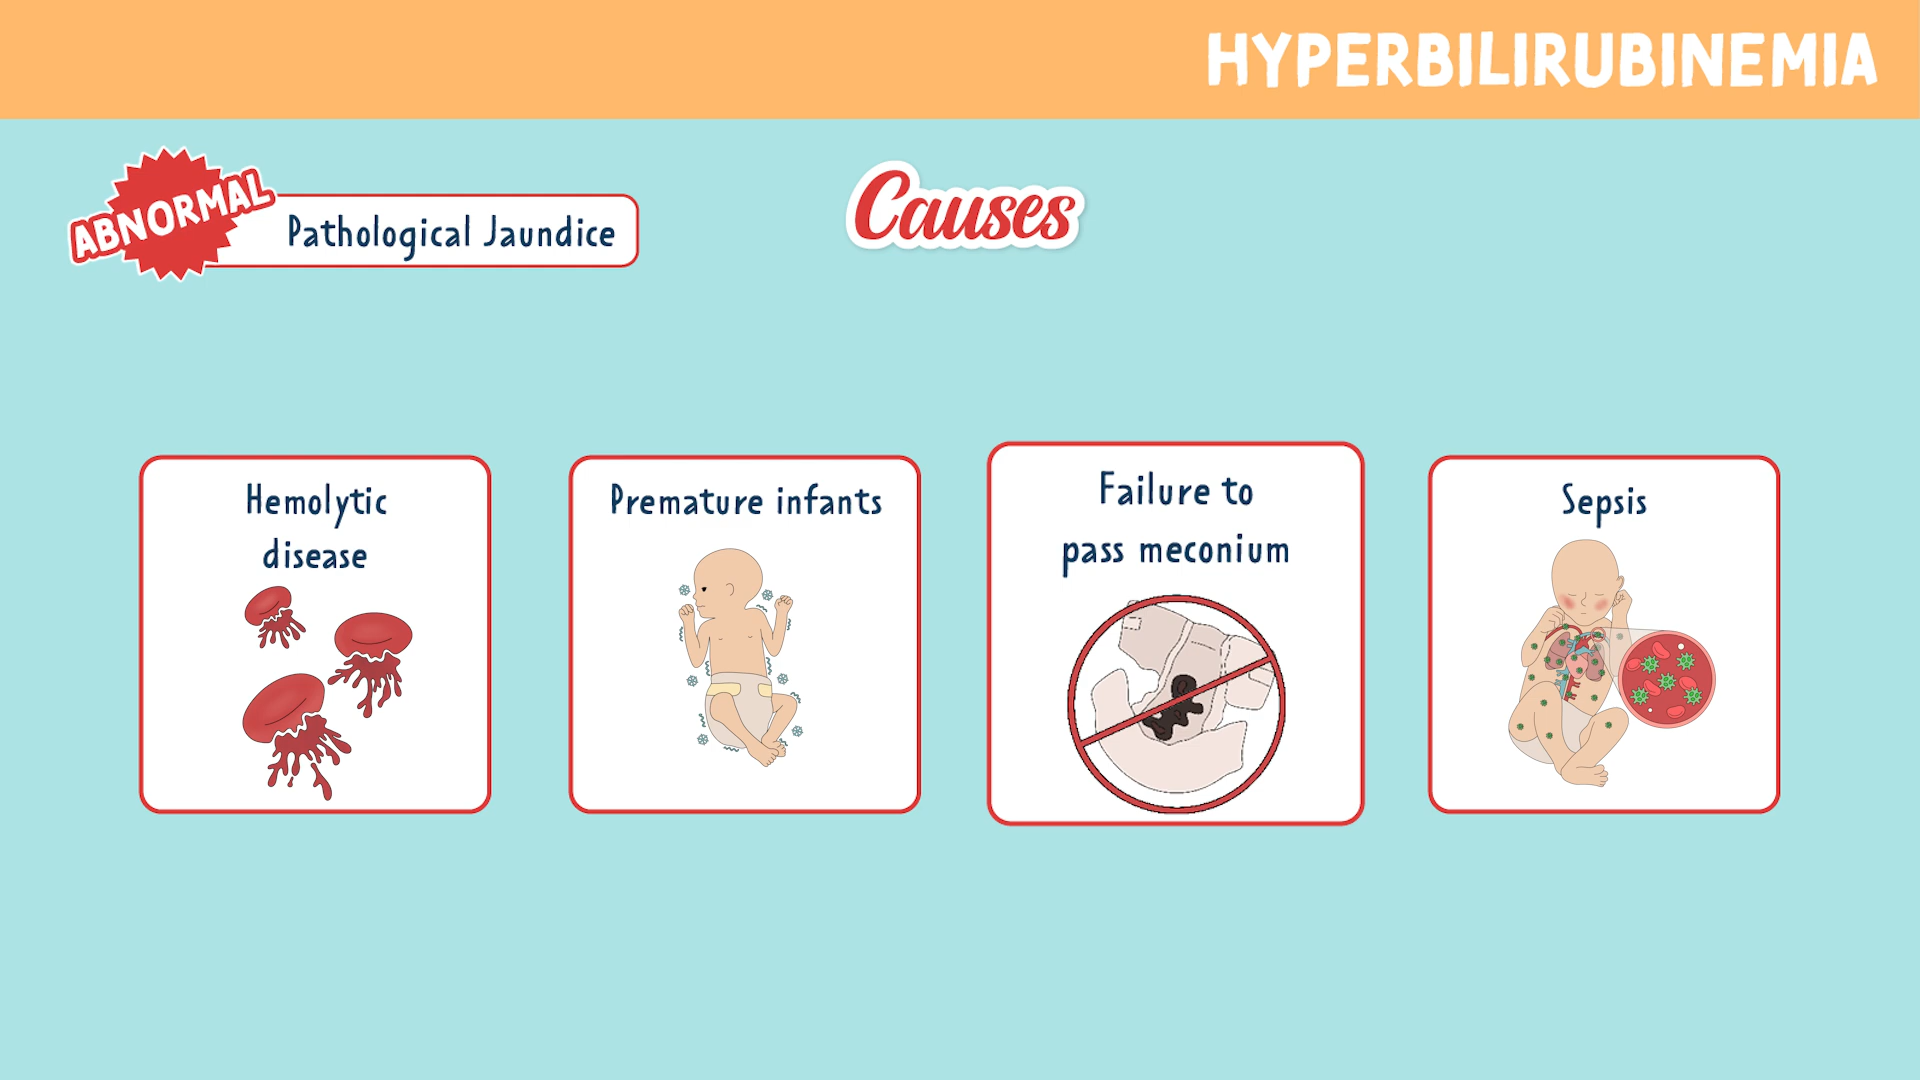 HYPERBILIRUBINEMIA
ABNORMAL
Pathological Jaundice
Causes
Hemolytic
disease
Premature infants
Failure to
pass meconium
Sepsis